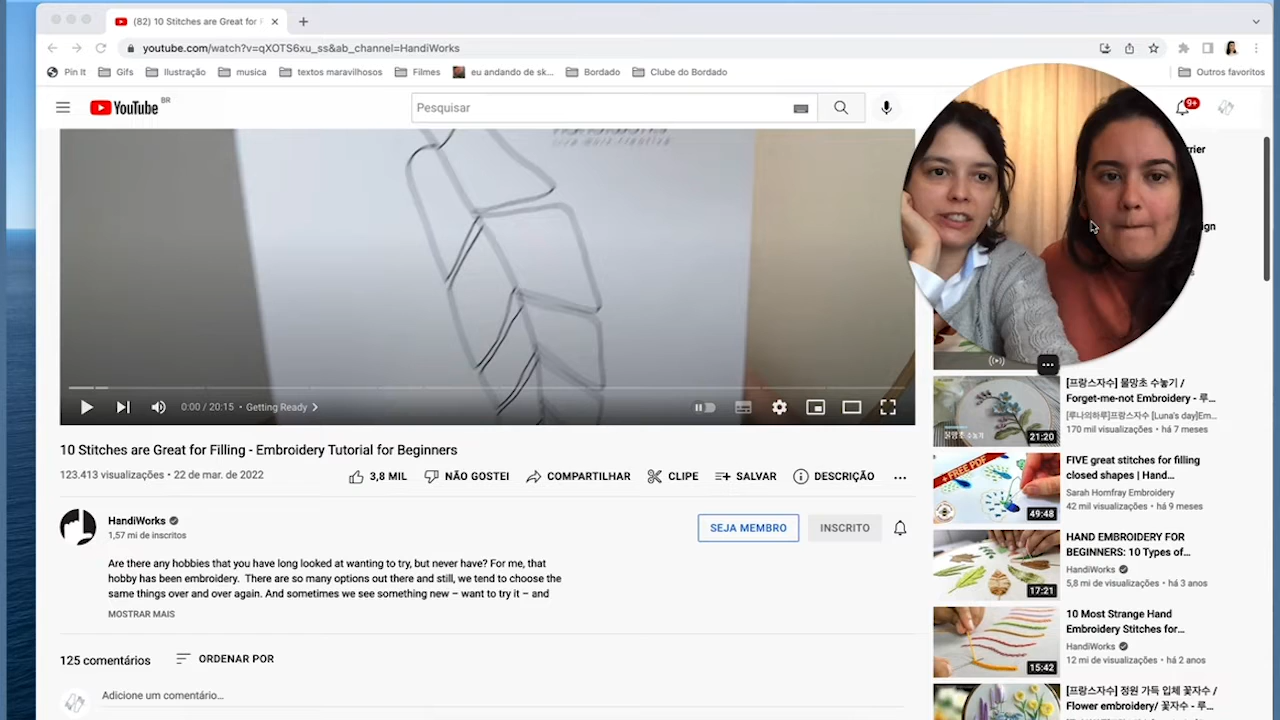 (82) 10 Stitches are Great for F
youtube.com/watch?v=qXOTS6xu_ss&ab_channel=HandiWorks
Pin It
Gifs
Ilustração
musica
textos maravilhosos
Filmes
eu andando de sk...
Bordado
Clube do Bordado
Outros favoritos
YouTube
BR
Pesquisar
9+
0:00 / 20:15 • Getting Ready
10 Stitches are Great for Filling - Embroidery Tutorial for Beginners
123.413 visualizações • 22 de mar. de 2022
3,8 MIL
NÃO GOSTEI
COMPARTILHAR
CLIPE
SALVAR
DESCRIÇÃO
HandiWorks
1,57 mi de inscritos
SEJA MEMBRO
INSCRITO
Are there any hobbies that you have long looked at wanting to try, but never have? For me, that
hobby has been embroidery. There are so many options out there and still, we tend to choose the
same things over and over again. And sometimes we see something new – want to try it – and
MOSTRAR MAIS
125 comentários
ORDENAR POR
Adicione um comentário...
[프랑스자수] 물망초 수놓기 /
Forget-me-not Embroidery - 루...
[루나의하루]프랑스자수 [Luna's day]Em...
170 mil visualizações • há 7 meses
물망초 수놓기
21:20
FIVE great stitches for filling
closed shapes | Hand...
Sarah Homfray Embroidery
42 mil visualizações • há 9 meses
+ FREE PDF
49:48
HAND EMBROIDERY FOR
BEGINNERS: 10 Types of...
HandiWorks
5,8 mi de visualizações • há 3 anos
17:21
10 Most Strange Hand
Embroidery Stitches for...
HandiWorks
12 mi de visualizações • há 2 anos
15:42
[프랑스자수] 정원 가득 입체 꽃자수 /
Flower embroidery/ 꽃자수 - 루...